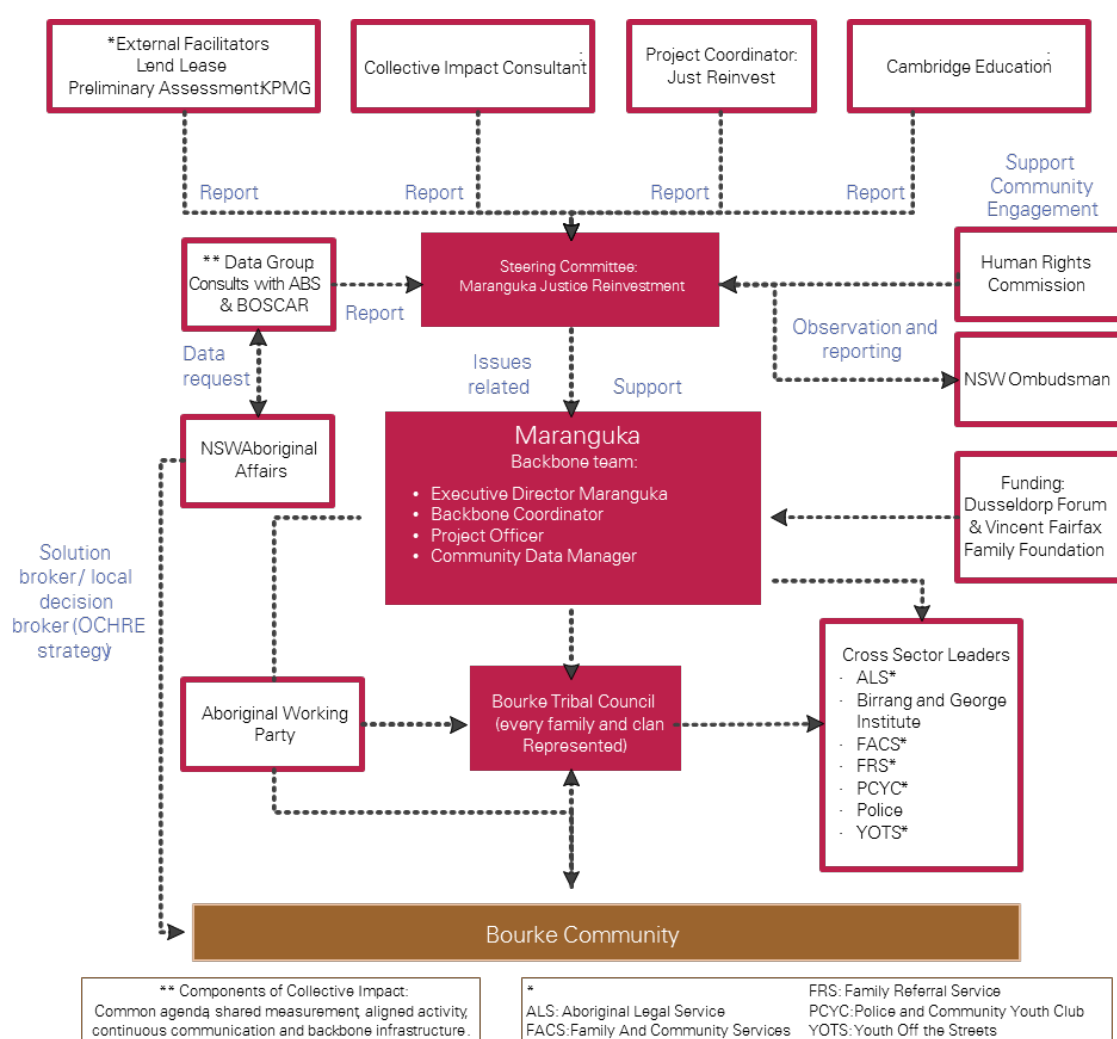 *External Facilitators
Lend Lease
Preliminary Assessment:KPMG
Collective Impact Consultant:
Project Coordinator:
Just Reinvest
Cambridge Education:
Report
Report
Report
Report
Support
Community
Engagement
** Data Group:
Consults with ABS
& BOSCAR
Report
Steering Committee:
Maranguka Justice Reinvestment
Human Rights
Commission
Observation and
reporting
NSW Ombudsman
Data
request
Issues
related
Support
NSW Aboriginal
Affairs
Maranguka
Backbone team:
• Executive Director Maranguka
• Backbone Coordinator
• Project Officer
• Community Data Manager
Funding:
Dusseldorp Forum
& Vincent Fairfax
Family Foundation
Solution
broker / local
decision
broker (OCHRE
strategy)
Aboriginal Working
Party
Bourke Tribal Council
(every family and clan
Represented)
Cross Sector Leaders
· ALS*
· Birrang and George
Institute
· FACS*
· FRS*
· PCYC*
· Police
· YOTS*
Bourke Community
** Components of Collective Impact:
Common agenda, shared measurement, aligned activity,
continuous communication and backbone infrastructure.
*
ALS: Aboriginal Legal Service
FACS: Family And Community Services
FRS: Family Referral Service
PCYC: Police and Community Youth Club
YOTS: Youth Off the Streets